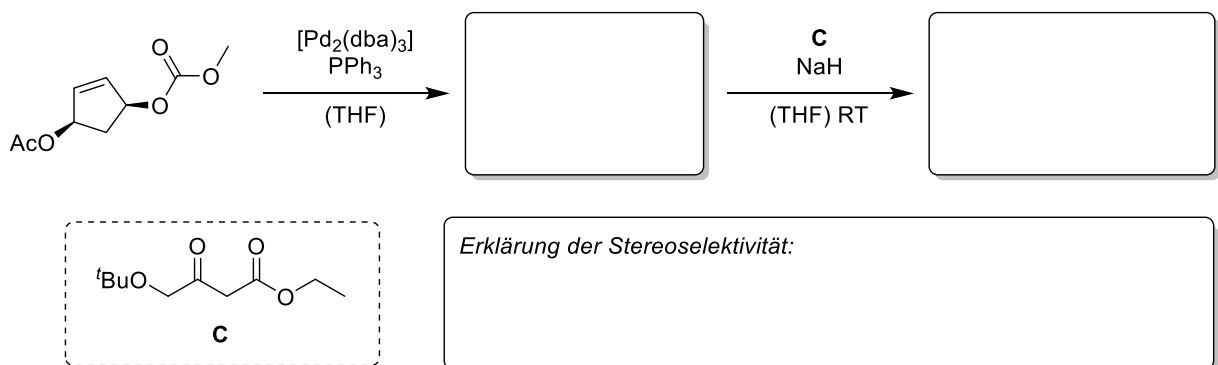 [Pd2(dba)3]
PPh3
(THF)
C
NaH
(THF) RT
O
O
O
AcO
Erklärung der Stereoselektivität:
O
O
tBuO
O
C